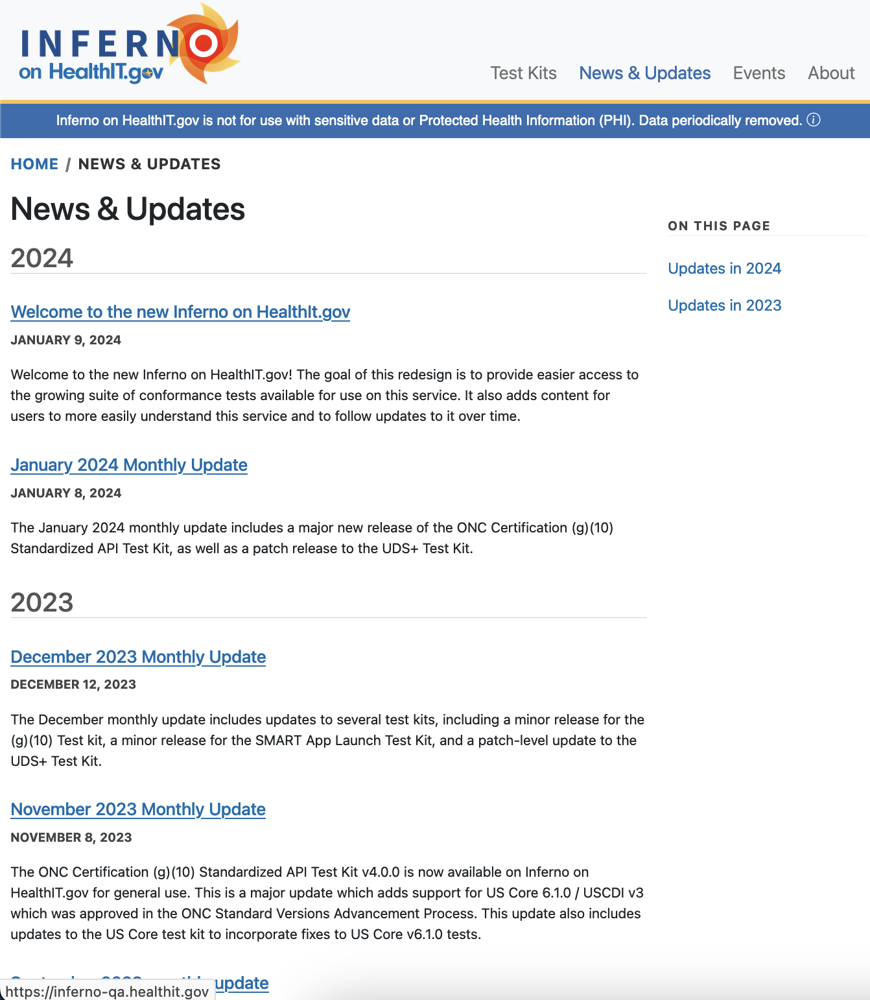 INFERNO
on HealthIT.gov
Test Kits
News & Updates
Events
About
Inferno on HealthIT.gov is not for use with sensitive data or Protected Health Information (PHI). Data periodically removed.
HOME / NEWS & UPDATES
News & Updates
2024
Welcome to the new Inferno on HealthIt.gov
JANUARY 9, 2024
Welcome to the new Inferno on HealthIT.gov! The goal of this redesign is to provide easier access to
the growing suite of conformance tests available for use on this service. It also adds content for
users to more easily understand this service and to follow updates to it over time.
January 2024 Monthly Update
JANUARY 8, 2024
The January 2024 monthly update includes a major new release of the ONC Certification (g)(10)
Standardized API Test Kit, as well as a patch release to the UDS+ Test Kit.
2023
December 2023 Monthly Update
DECEMBER 12, 2023
The December monthly update includes updates to several test kits, including a minor release for the
(g)(10) Test kit, a minor release for the SMART App Launch Test Kit, and a patch-level update to the
UDS+ Test Kit.
November 2023 Monthly Update
NOVEMBER 8, 2023
The ONC Certification (g)(10) Standardized API Test Kit v4.0.0 is now available on Inferno on
HealthIT.gov for general use. This is a major update which adds support for US Core 6.1.0 / USCDI v3
which was approved in the ONC Standard Versions Advancement Process. This update also includes
updates to the US Core test kit to incorporate fixes to US Core v6.1.0 tests.
update
https://inferno-qa.healthit.gov
ON THIS PAGE
Updates in 2024
Updates in 2023